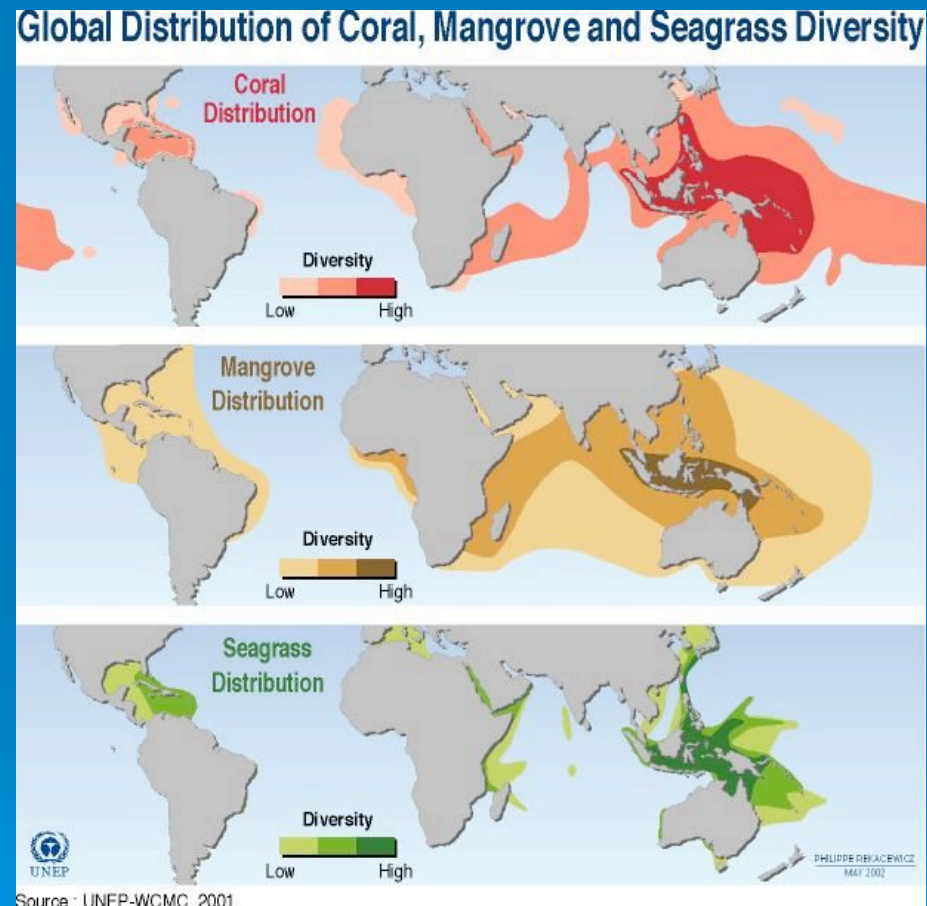 Global Distribution of Coral, Mangrove and Seagrass Diversity
Coral
Distribution
Diversity
Low High
Mangrove
Distribution
Diversity
Low High
Seagrass
Distribution
Diversity
Low High
UNEP
PHILIPPE REKACEWICZ
MAY 2002
Source : UNEP-WCMC, 2001